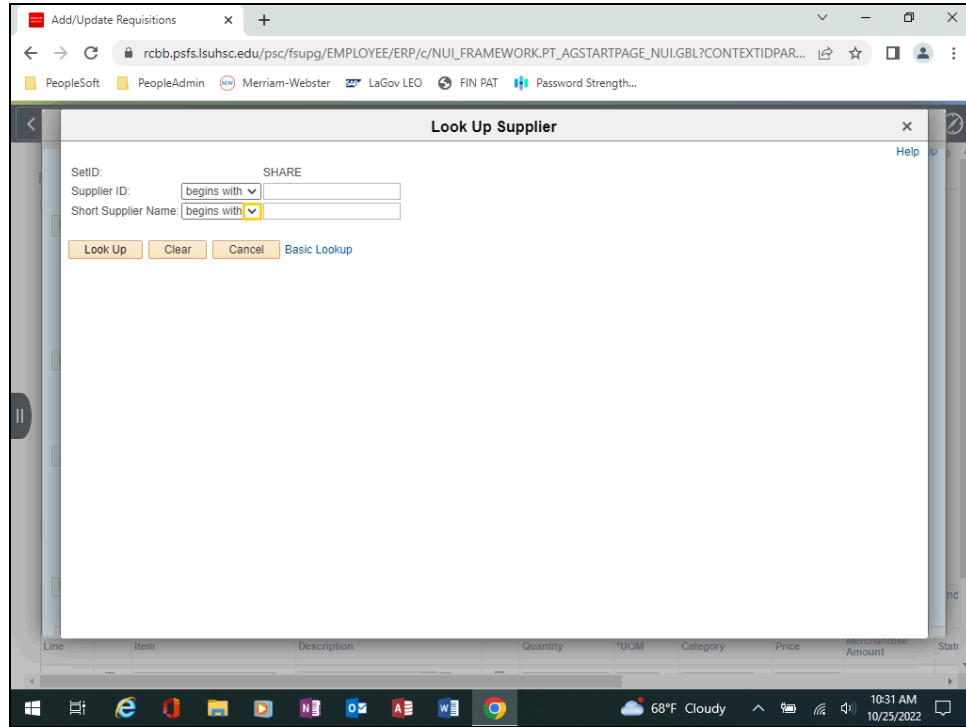 Add/Update Requisitions
rcbb.psfs.lsuhsc.edu/psc/fsupg/EMPLOYEE/ERP/c/NUI_FRAMEWORK.PT_AGSTARTPAGE_NUI.GBL?CONTEXTIDPAR...
PeopleSoft PeopleAdmin Merriam-Webster LaGov LEO FIN PAT Password Strength...
Look Up Supplier
Help
SetID: SHARE
Supplier ID: begins with
Short Supplier Name: begins with
Look Up Clear Cancel Basic Lookup
Line Item Description Quantity *UOM Category Price Merchandise Amount
68°F Cloudy 10:31 AM
10/25/2022